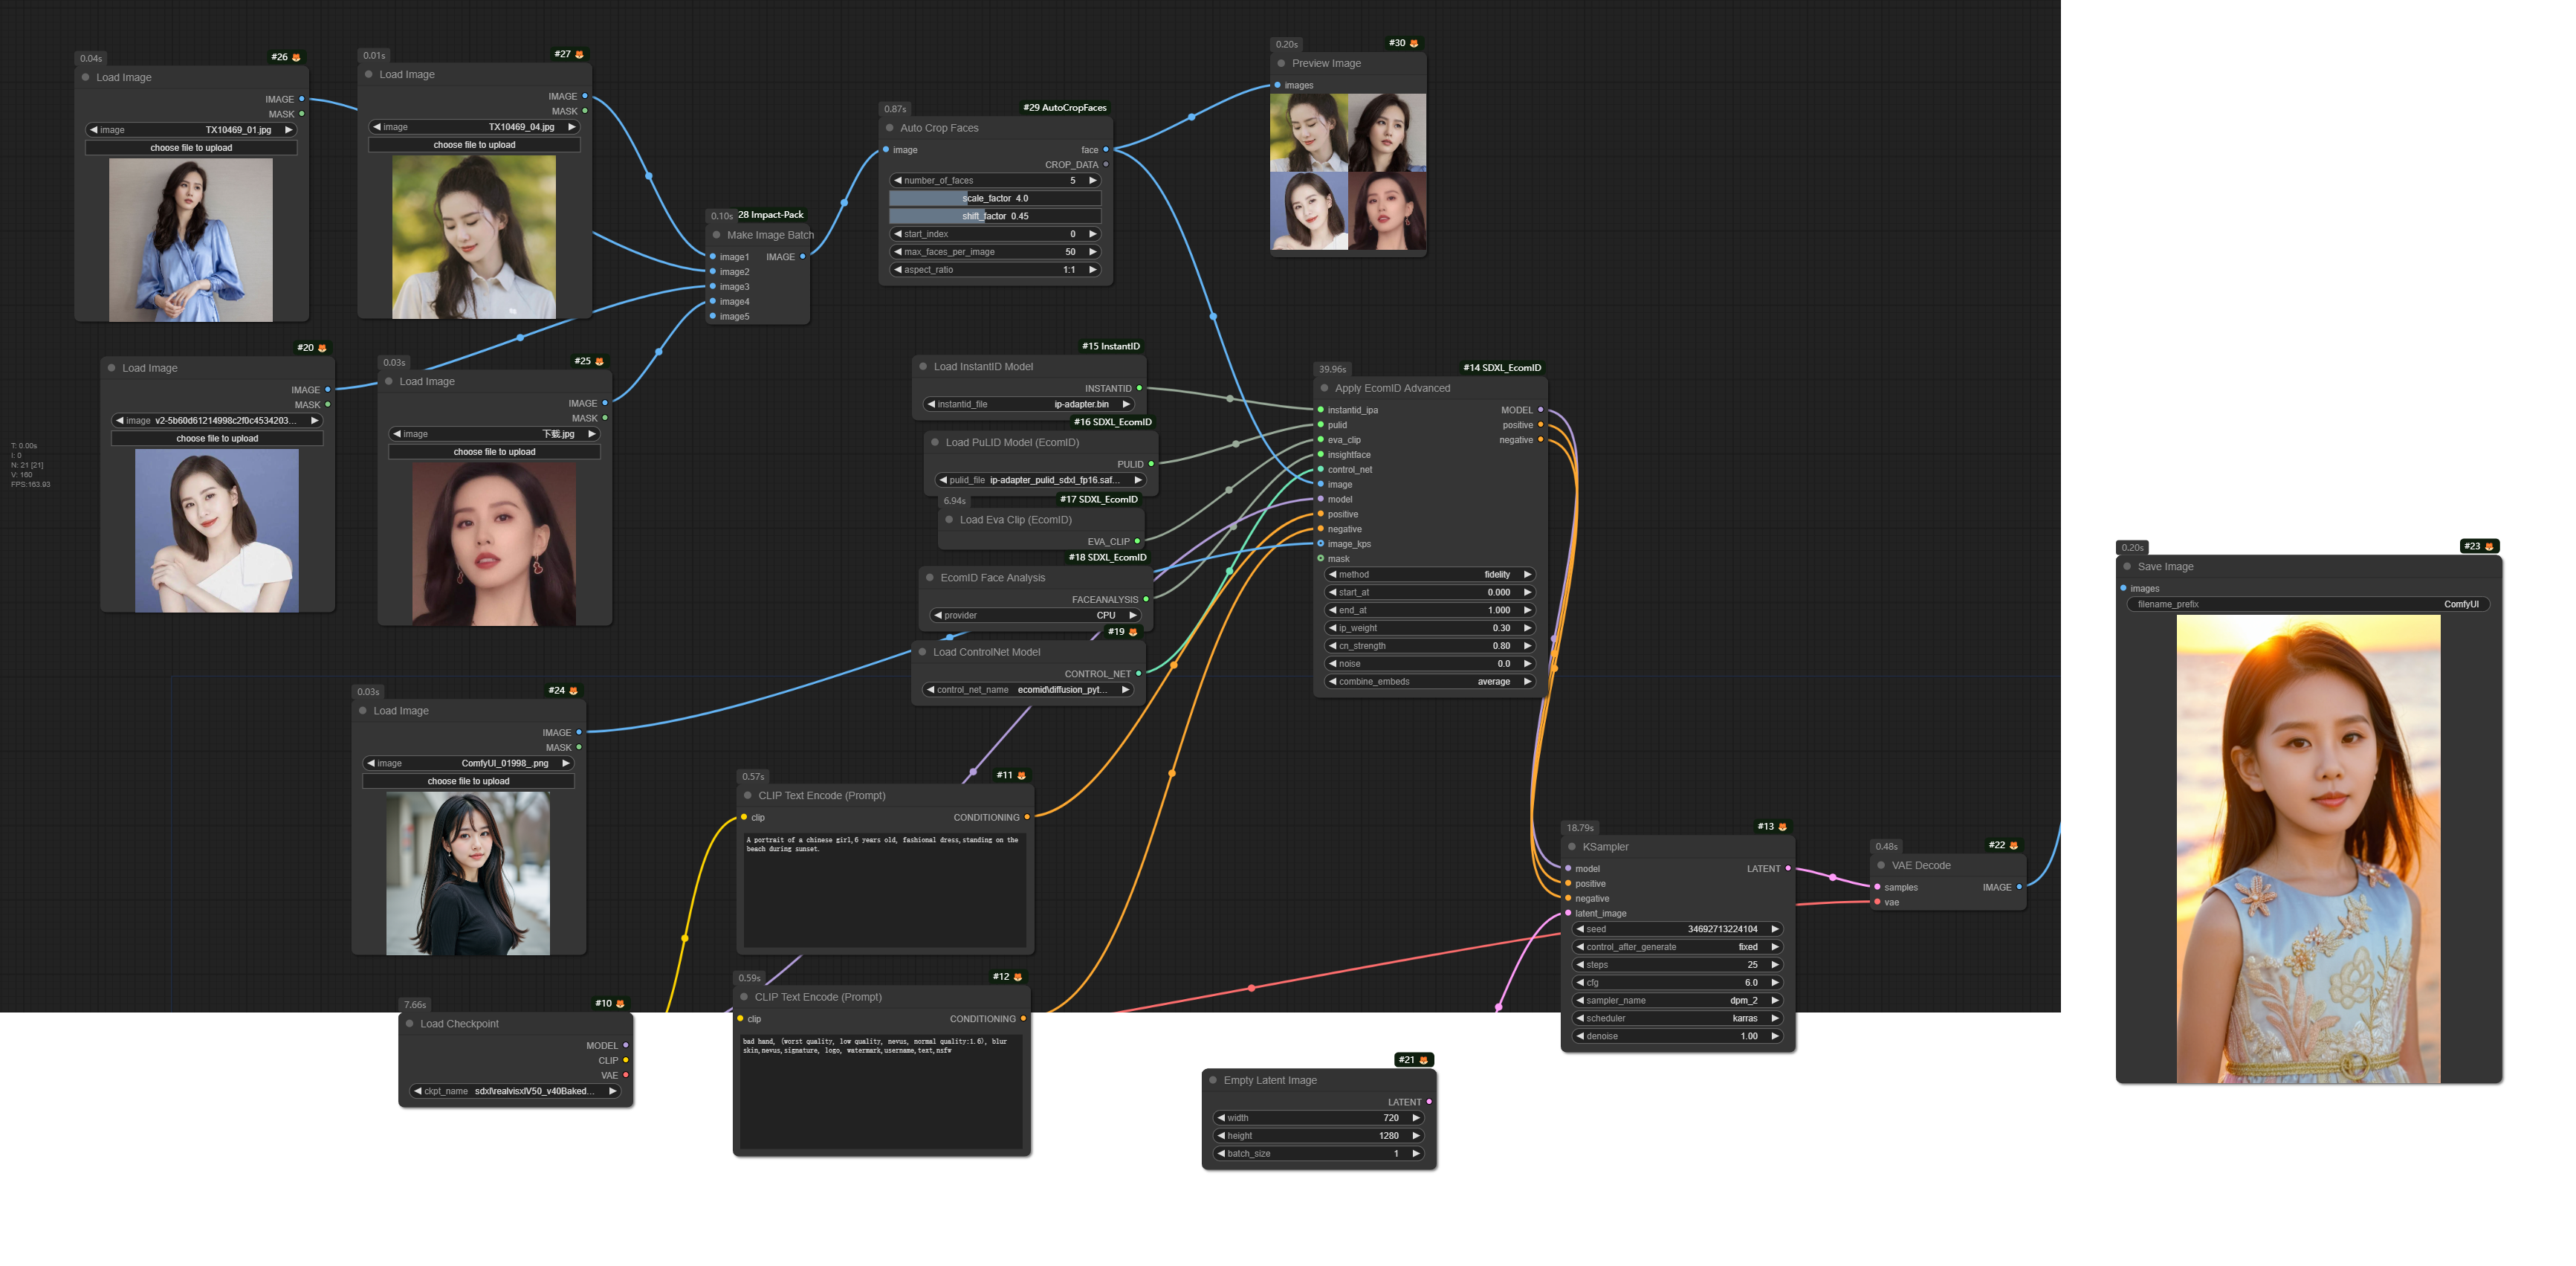 0.04s
#26
Load Image
IMAGE
MASK
image TX10469_01.jpg
choose file to upload
0.01s
#27
Load Image
IMAGE
MASK
image TX10469_04.jpg
choose file to upload
0.10s
28 Impact-Pack
Make Image Batch
image1 IMAGE
image2
image3
image4
image5
0.87s
#29 AutoCropFaces
Auto Crop Faces
image face
CROP_DATA
number_of_faces 5
scale_factor 4.0
shift_factor 0.45
start_index 0
max_faces_per_image 50
aspect_ratio 1:1
0.20s
#30
Preview Image
images
#20
Load Image
IMAGE
MASK
image v2-5b60d61214998c2f0c4534203...
choose file to upload
0.03s
#25
Load Image
IMAGE
MASK
image 下载.jpg
choose file to upload
T: 0.00s
I: 0
N: 21 [21]
V: 160
FPS:163.93
#15 InstantID
Load InstantID Model
INSTANTID
instantid_file ip-adapter.bin
#16 SDXL_EcomID
Load PuLID Model (EcomID)
PULID
pulid_file ip-adapter_pulid_sdxl_fp16.saf...
6.94s
#17 SDXL_EcomID
Load Eva Clip (EcomID)
EVA_CLIP
#18 SDXL_EcomID
EcomID Face Analysis
FACEANALYSIS
provider CPU
#19
Load ControlNet Model
CONTROL_NET
control_net_name ecomid\diffusion_pyt...
39.96s
#14 SDXL_EcomID
Apply EcomID Advanced
instantid_ipa MODEL
pulid positive
eva_clip negative
insightface
control_net
image
model
positive
negative
image_kps
mask
method fidelity
start_at 0.000
end_at 1.000
ip_weight 0.30
cn_strength 0.80
noise 0.0
combine_embeds average
0.03s
#24
Load Image
IMAGE
MASK
image ComfyUI_01998_.png
choose file to upload
0.57s
#11
CLIP Text Encode (Prompt)
clip CONDITIONING
A portrait of a chinese girl,6 years old, fashional dress,standing on the
beach during sunset.
7.66s
#10
Load Checkpoint
MODEL
CLIP
VAE
ckpt_name sdxl\realvisxlV50_v40Baked...
0.59s
#12
CLIP Text Encode (Prompt)
clip CONDITIONING
bad hand, (worst quality, low quality, nevus, normal quality:1.6), blur
skin,nevus,signature, logo, watermark,username,text,nsfw
#21
Empty Latent Image
LATENT
width 720
height 1280
batch_size 1
18.79s
#13
KSampler
model LATENT
positive
negative
latent_image
seed 34692713224104
control_after_generate fixed
steps 25
cfg 6.0
sampler_name dpm_2
scheduler karras
denoise 1.00
0.48s
#22
VAE Decode
samples IMAGE
vae
0.20s
#23
Save Image
images
filename_prefix ComfyUI